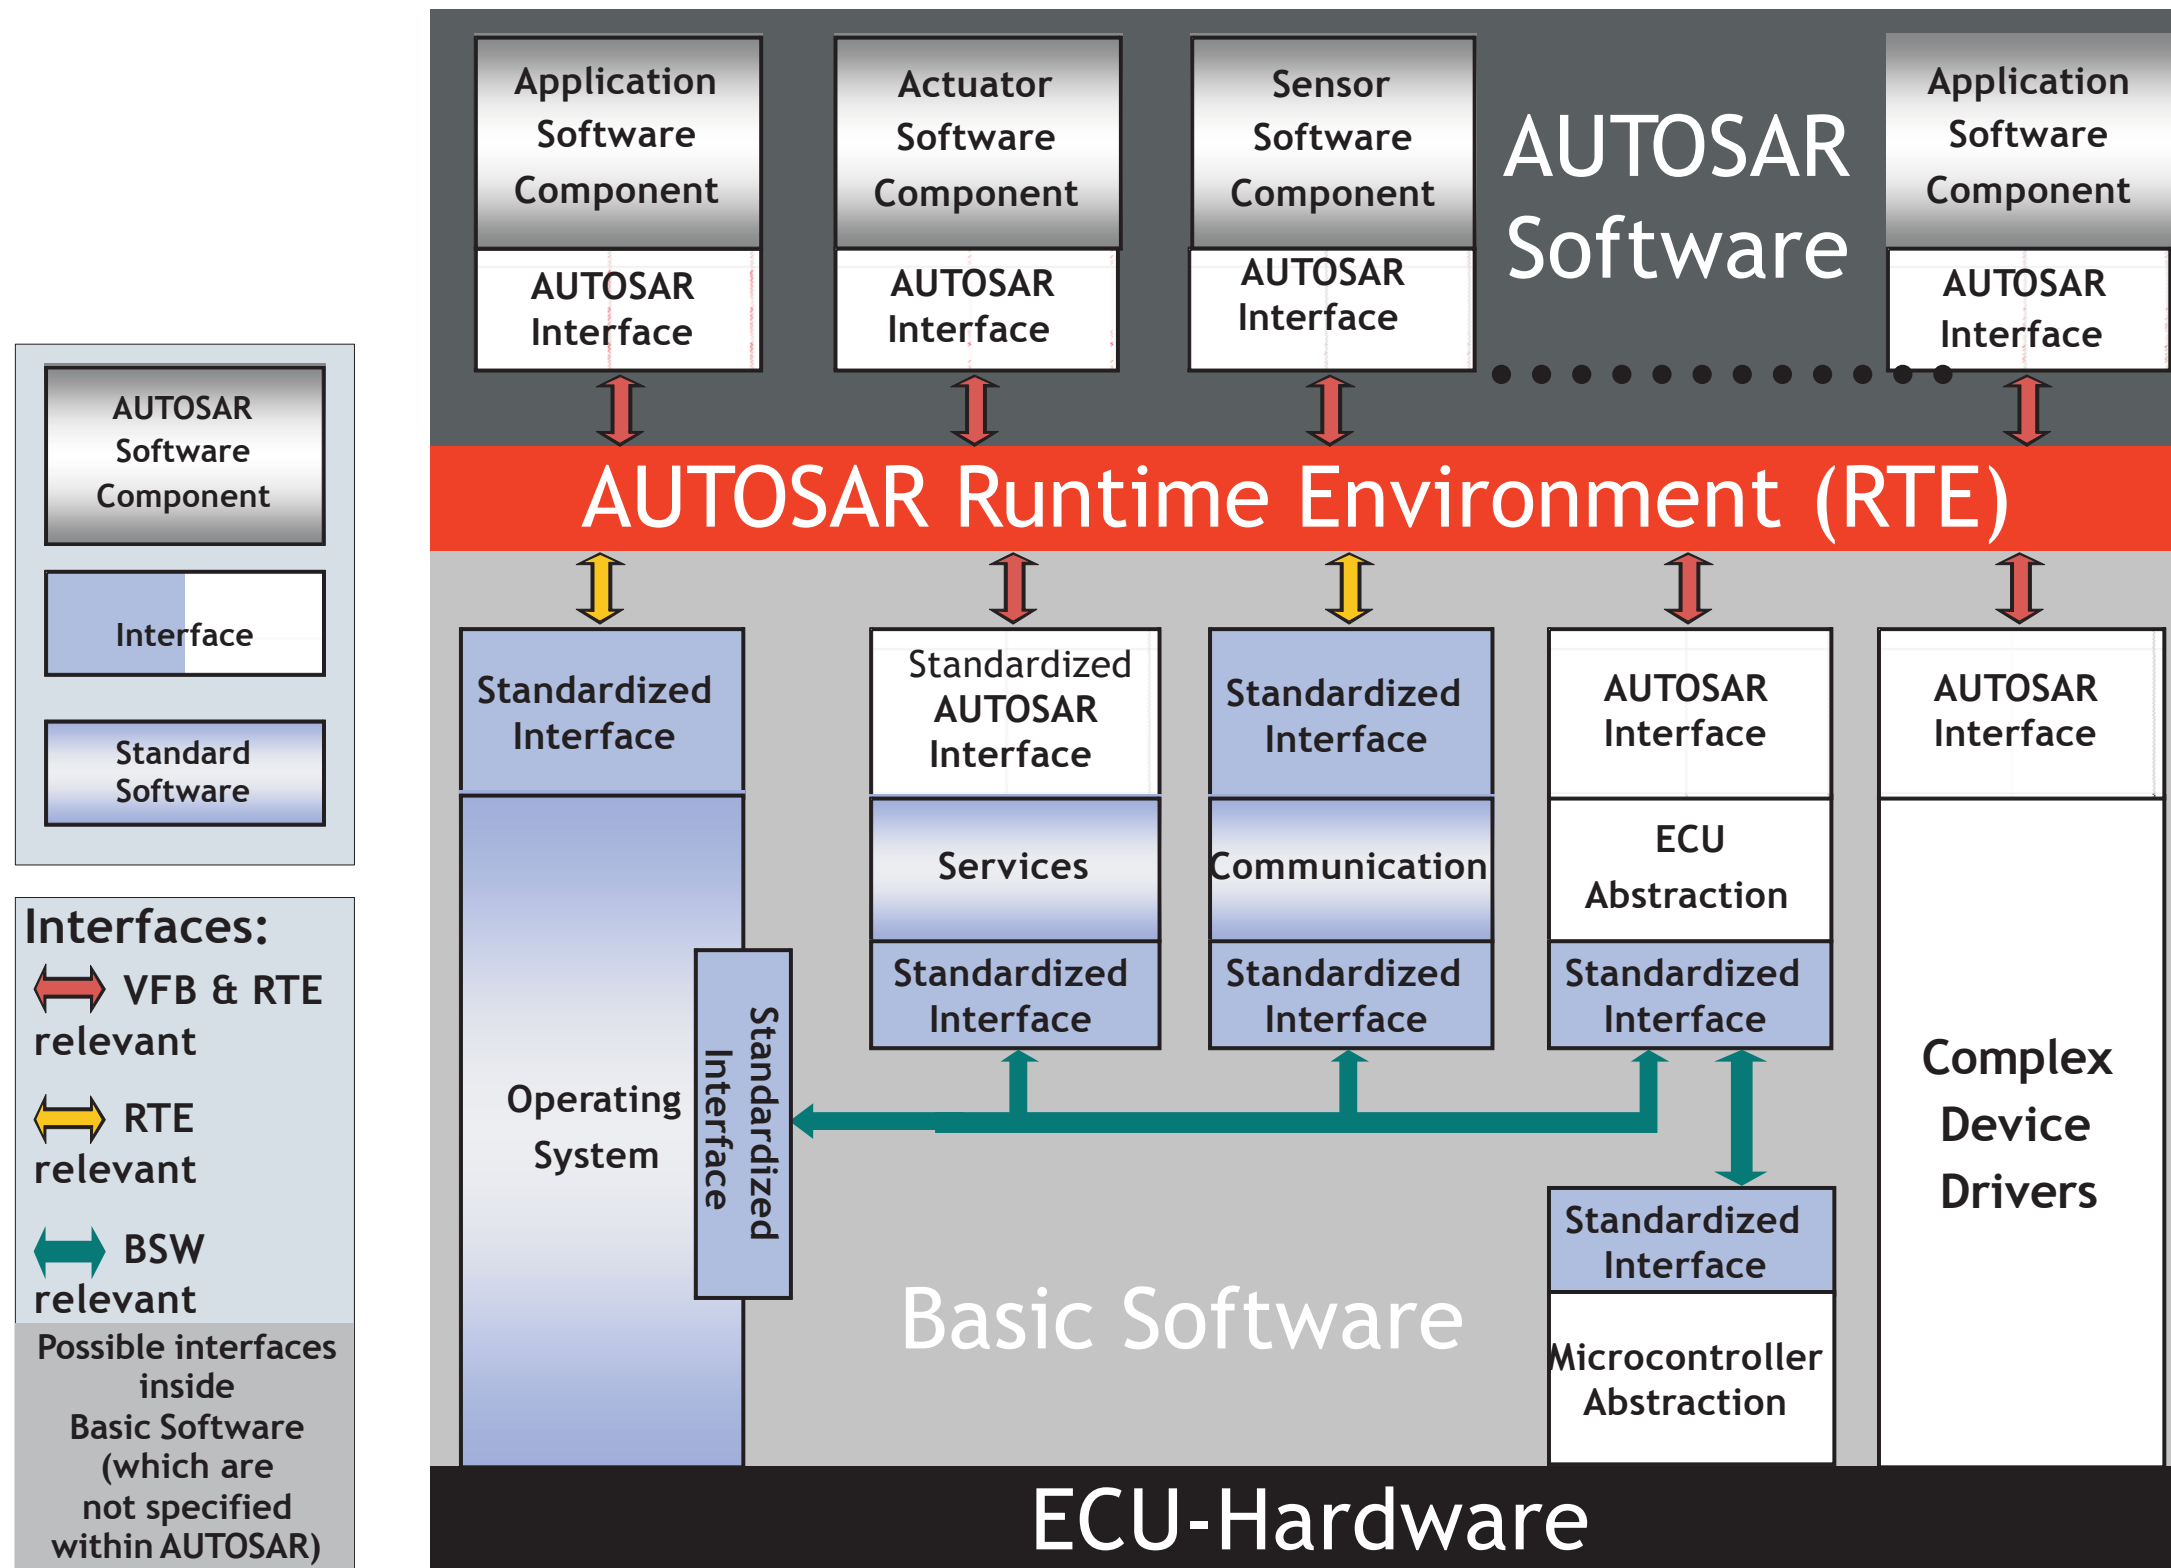 Application
Software
Component
AUTOSAR
Interface
Actuator
Software
Component
AUTOSAR
Interface
Sensor
Software
Component
AUTOSAR
Interface
AUTOSAR
Software
Application
Software
Component
AUTOSAR
Interface
AUTOSAR
Software
Component
Interface
Standard
Software
Interfaces:
VFB & RTE
relevant
RTE
relevant
BSW
relevant
Possible interfaces
inside
Basic Software
(which are
not specified
within AUTOSAR)
AUTOSAR Runtime Environment (RTE)
Standardized
Interface
Operating
System
Standardized
Interface
Standardized
AUTOSAR
Interface
Services
Standardized
Interface
Standardized
Interface
Communication
Standardized
Interface
AUTOSAR
Interface
ECU
Abstraction
Standardized
Interface
Standardized
Interface
Microcontroller
Abstraction
AUTOSAR
Interface
Complex
Device
Drivers
Basic Software
ECU-Hardware